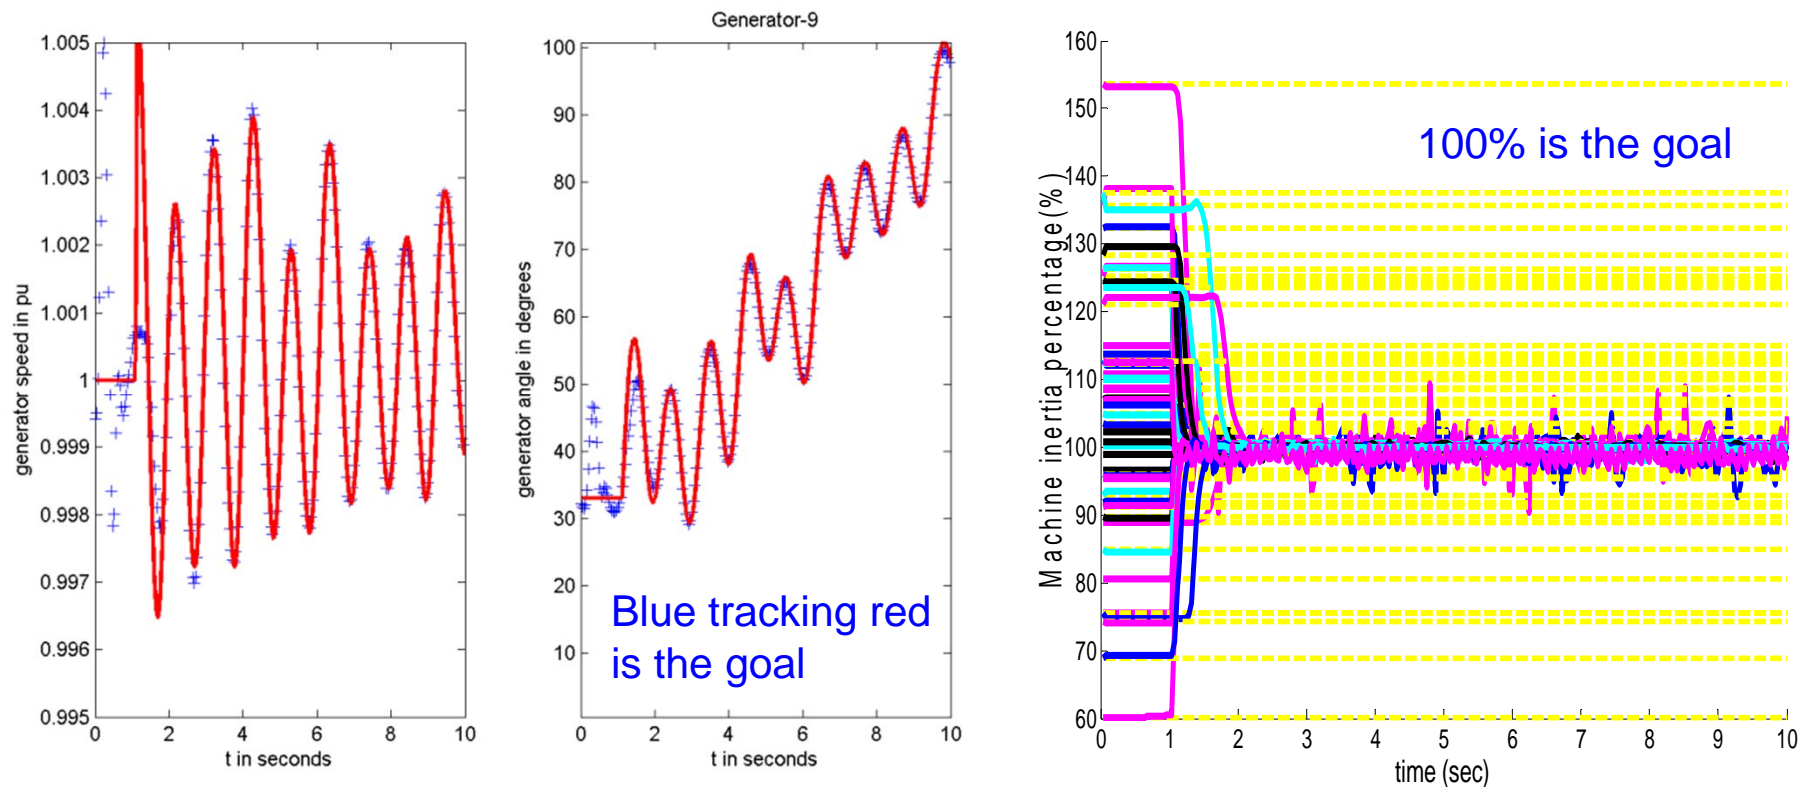 Generator-9
1.005
1.004
1.003
1.002
1.001
1
0.999
0.998
0.997
0.996
0.995
generator speed in pu
0 2 4 6 8 10
t in seconds
100
90
80
70
60
50
40
30
20
10
generator angle in degrees
Blue tracking red
is the goal
0 2 4 6 8 10
t in seconds
160
150
140
130
120
110
100
90
80
70
60
Machine inertia percentage(%)
100% is the goal
0 1 2 3 4 5 6 7 8 9 10
time (sec)